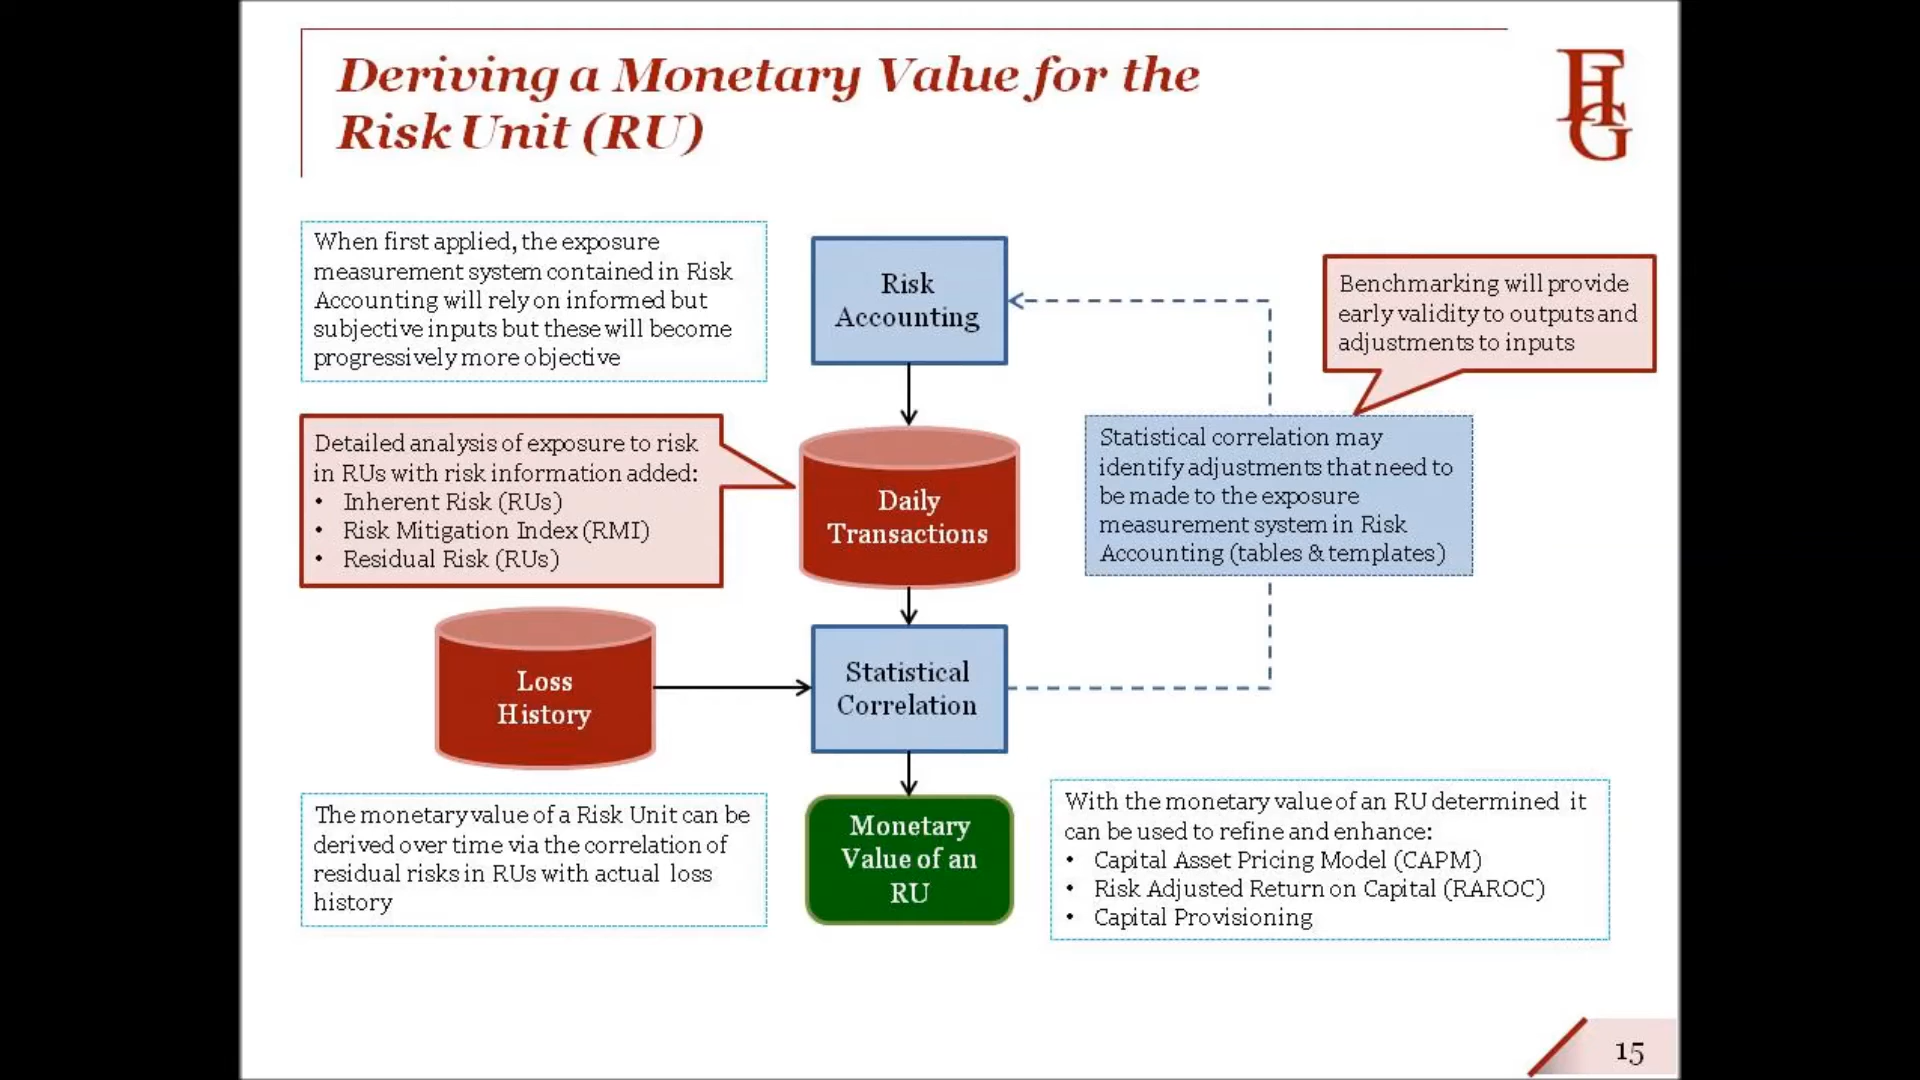 Deriving a Monetary Value for the
Risk Unit (RU)
FHG
When first applied, the exposure
measurement system contained in Risk
Accounting will rely on informed but
subjective inputs but these will become
progressively more objective
Risk
Accounting
Benchmarking will provide
early validity to outputs and
adjustments to inputs
Detailed analysis of exposure to risk
in RUs with risk information added:
• Inherent Risk (RUs)
• Risk Mitigation Index (RMI)
• Residual Risk (RUs)
Daily
Transactions
Statistical correlation may
identify adjustments that need to
be made to the exposure
measurement system in Risk
Accounting (tables & templates)
Loss
History
Statistical
Correlation
The monetary value of a Risk Unit can be
derived over time via the correlation of
residual risks in RUs with actual loss
history
Monetary
Value of an
RU
With the monetary value of an RU determined it
can be used to refine and enhance:
• Capital Asset Pricing Model (CAPM)
• Risk Adjusted Return on Capital (RAROC)
• Capital Provisioning
15